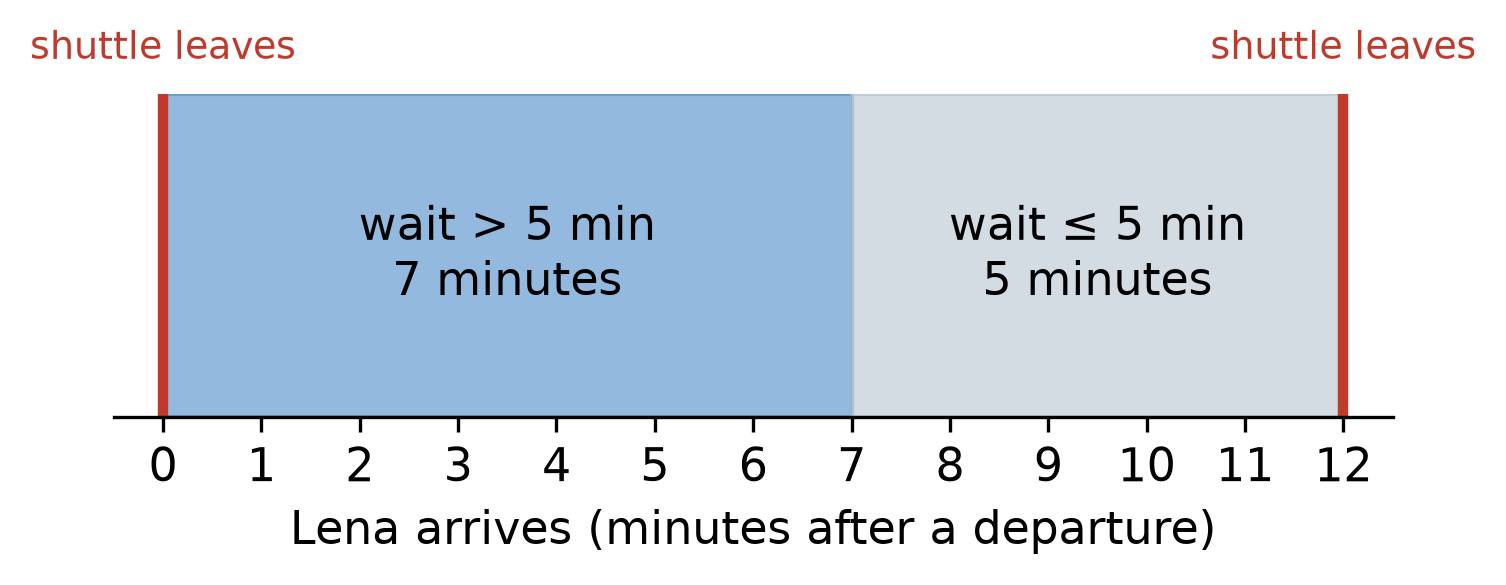 shuttle leaves
shuttle leaves
wait > 5 min
7 minutes
wait ≤ 5 min
5 minutes
0 1 2 3 4 5 6 7 8 9 10 11 12
Lena arrives (minutes after a departure)